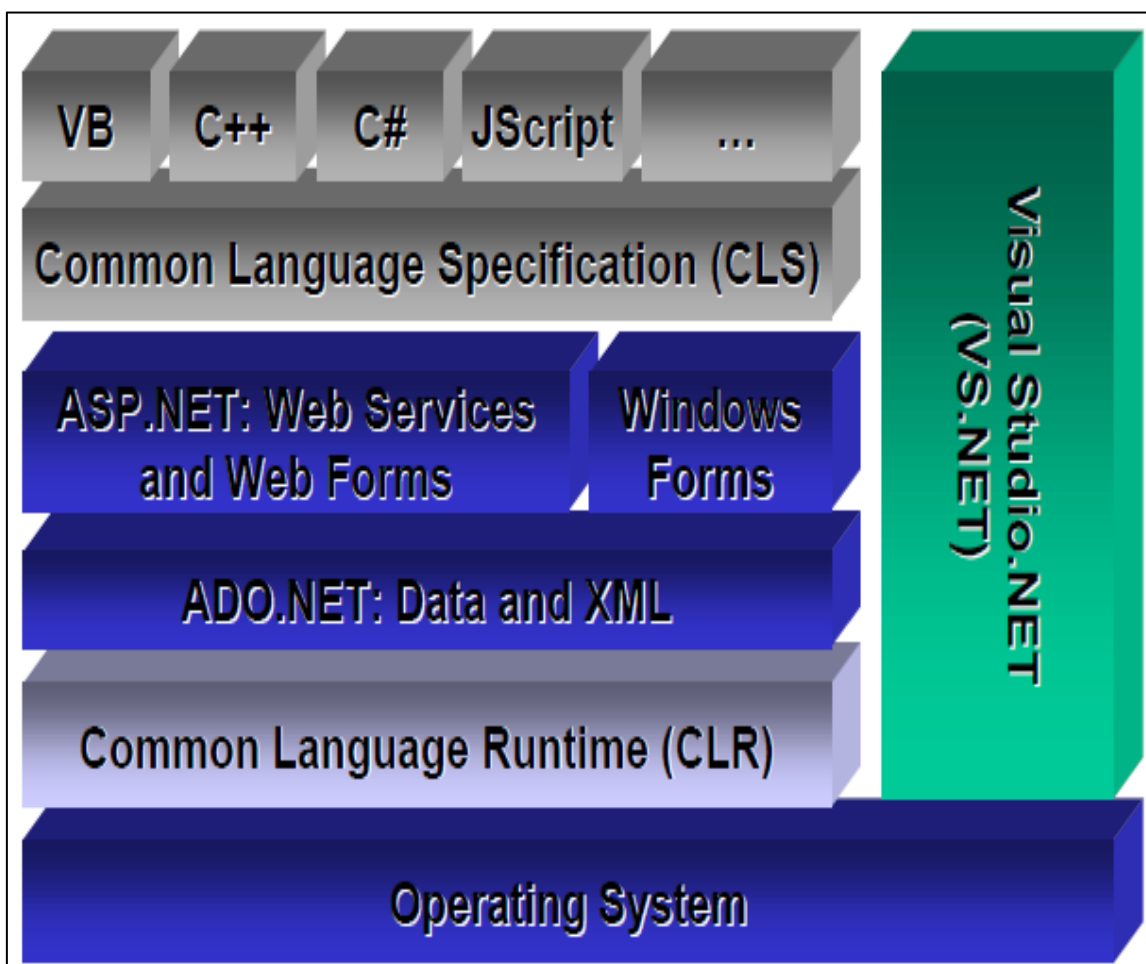 VB
C++
C#
JScript
...
Common Language Specification (CLS)
ASP.NET: Web Services
and Web Forms
Windows
Forms
ADO.NET: Data and XML
Common Language Runtime (CLR)
Operating System
Visual Studio.NET
(VS.NET)